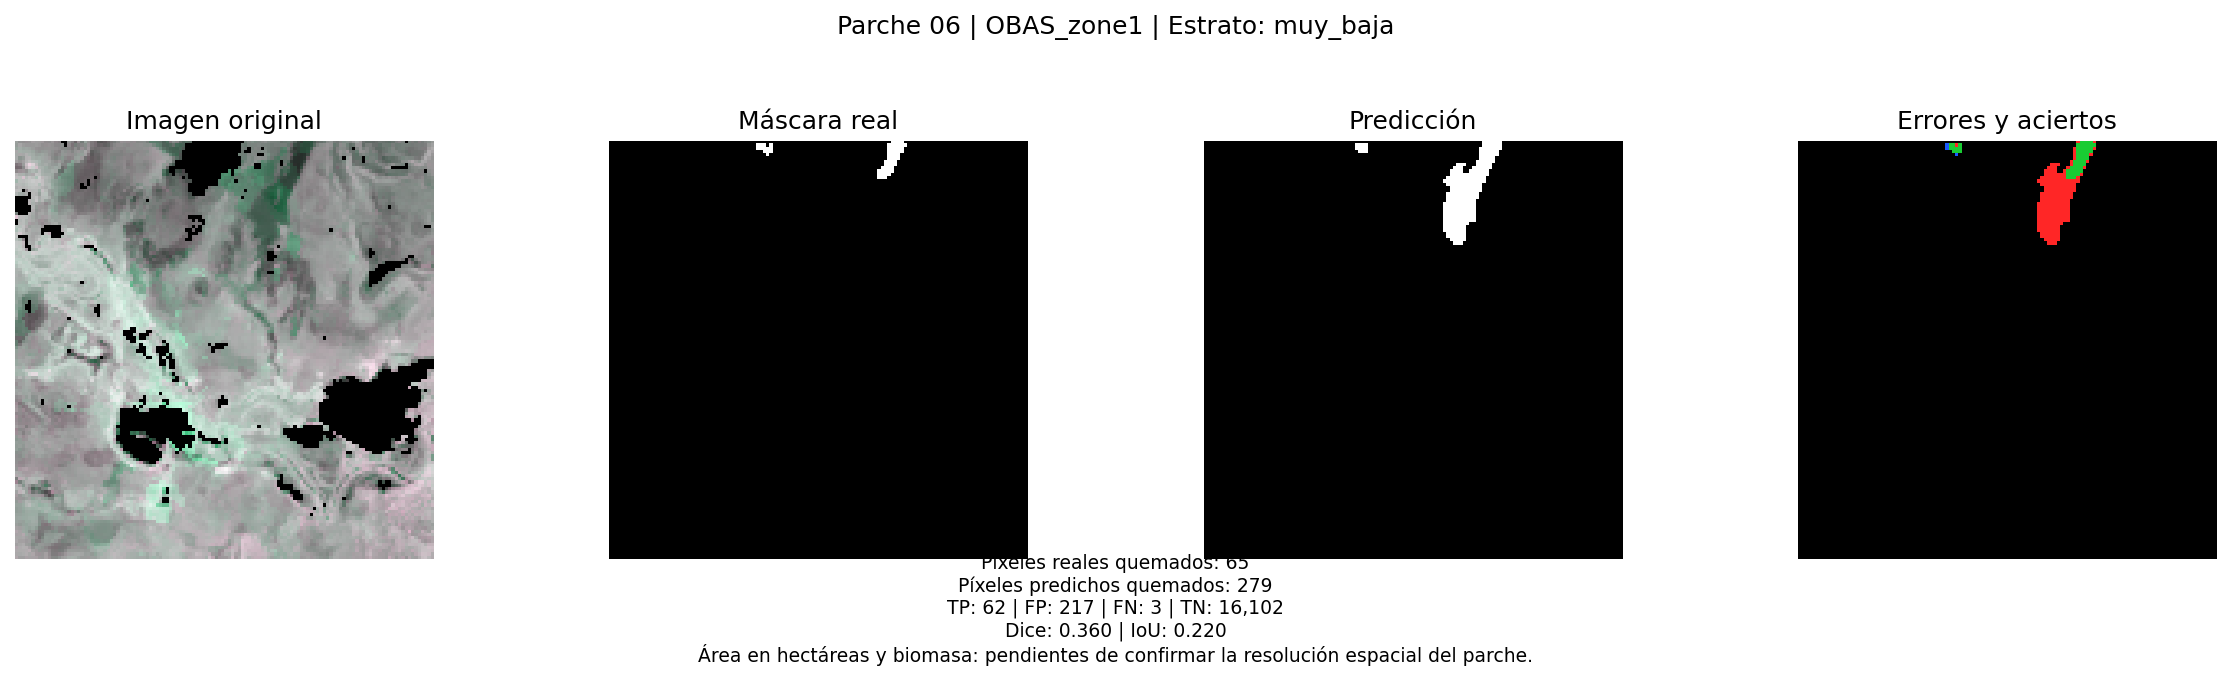 Parche 06 | OBAS_zone1 | Estrato: muy_baja
Imagen original
Máscara real
Predicción
Errores y aciertos
Píxeles reales quemados: 65
Píxeles predichos quemados: 279
TP: 62 | FP: 217 | FN: 3 | TN: 16,102
Dice: 0.360 | IoU: 0.220
Área en hectáreas y biomasa: pendientes de confirmar la resolución espacial del parche.